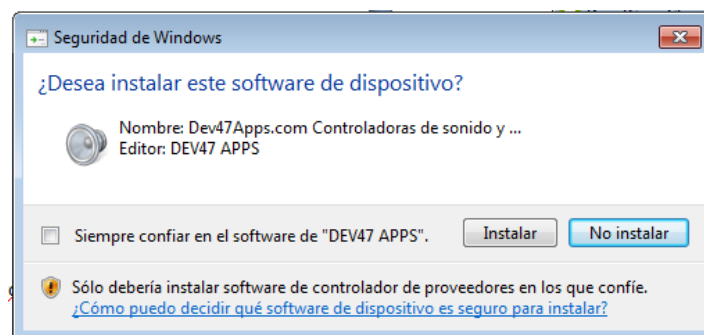 Seguridad de Windows
¿Desea instalar este software de dispositivo?
Nombre: Dev47Apps.com Controladoras de sonido y ...
Editor: DEV47 APPS
Siempre confiar en el software de "DEV47 APPS".
Instalar
No instalar
Sólo debería instalar software de controlador de proveedores en los que confíe.
¿Cómo puedo decidir qué software de dispositivo es seguro para instalar?